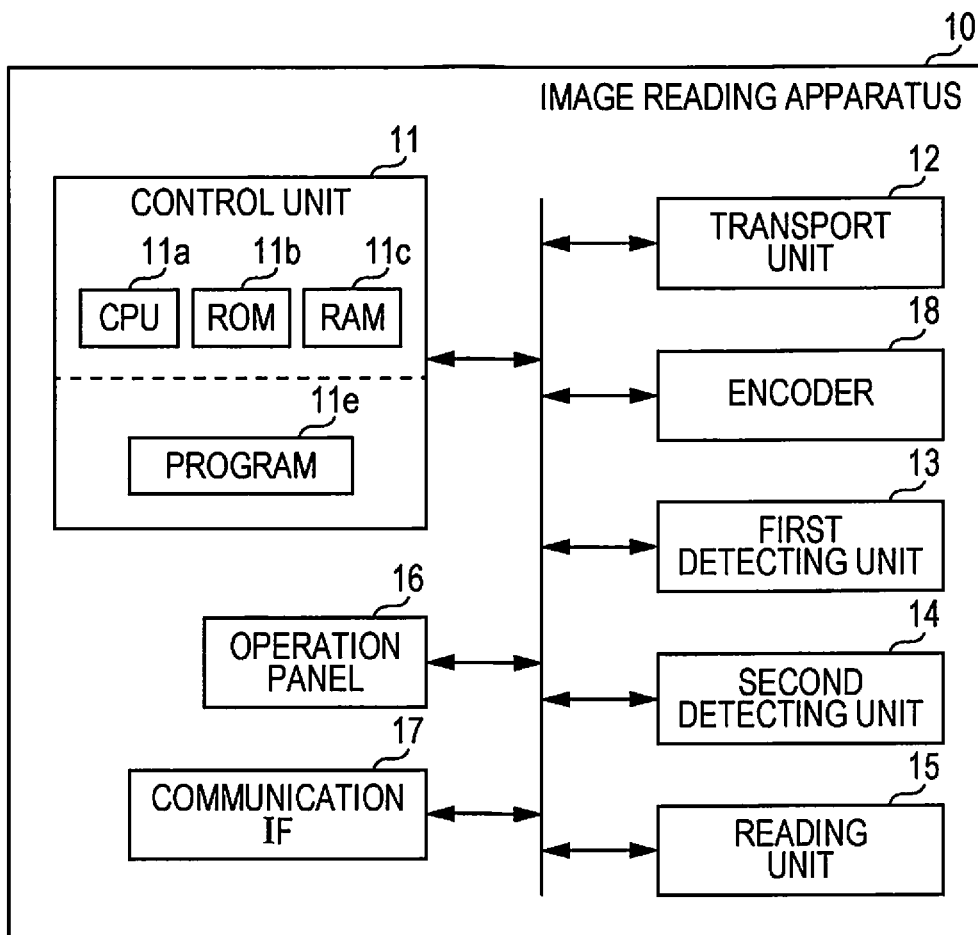 10
IMAGE READING APPARATUS
11
CONTROL UNIT
11a
11b
11c
CPU
ROM
RAM
11e
PROGRAM
16
OPERATION
PANEL
17
COMMUNICATION
IF
12
TRANSPORT
UNIT
18
ENCODER
13
FIRST
DETECTING UNIT
14
SECOND
DETECTING UNIT
15
READING
UNIT